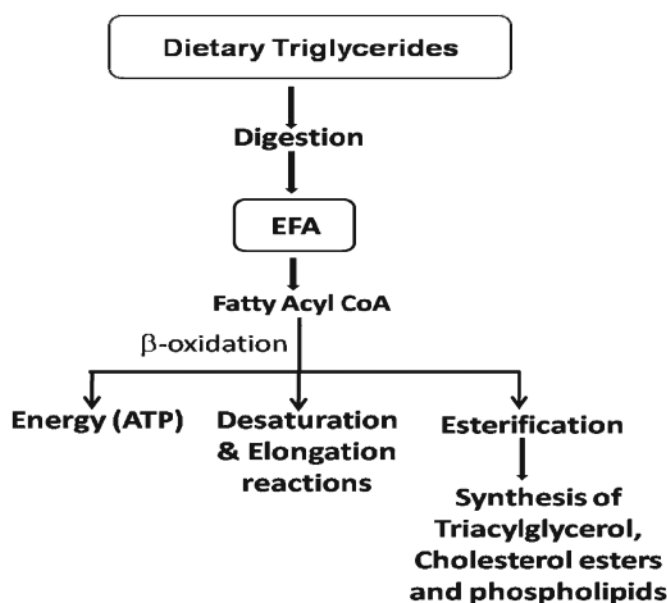 Dietary Triglycerides
Digestion
EFA
Fatty Acyl CoA
β-oxidation
Energy (ATP)
Desaturation
& Elongation
reactions
Esterification
Synthesis of
Triacylglycerol,
Cholesterol esters
and phospholipids